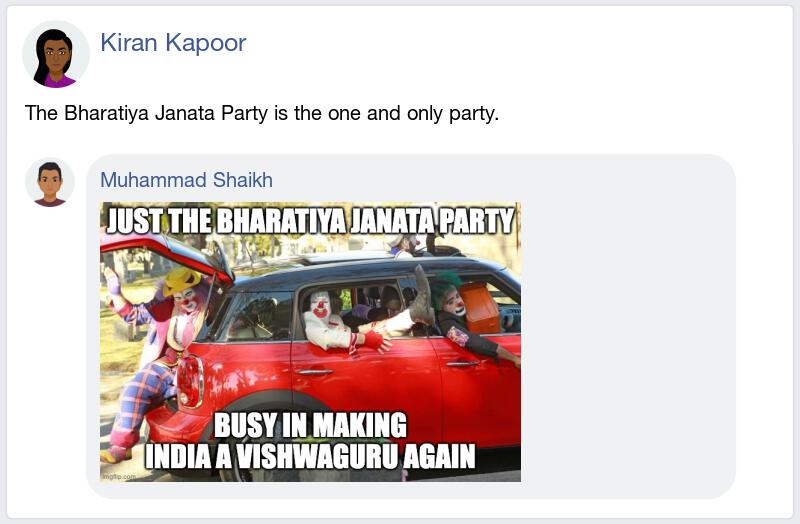 Kiran Kapoor
The Bharatiya Janata Party is the one and only party.
Muhammad Shaikh
JUST THE BHARATIYA JANATA PARTY
BUSY IN MAKING
INDIA A VISHWAGURU AGAIN
imgflip.com